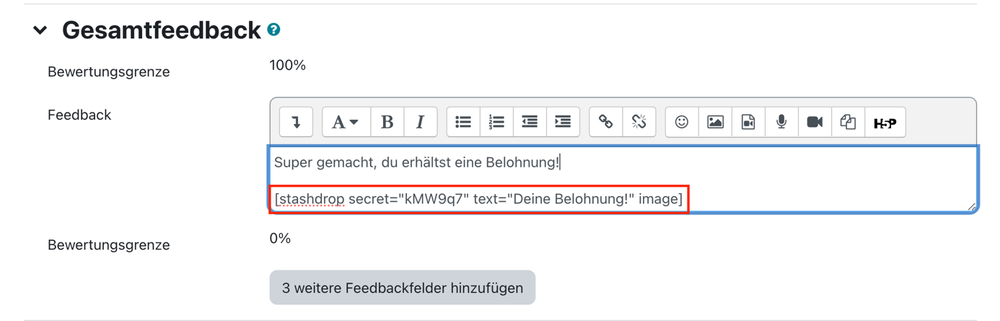 Gesamtfeedback ?
Bewertungsgrenze 100%
Feedback
A B I H5P
Super gemacht, du erhältst eine Belohnung!
[stashdrop secret="kMW9q7" text="Deine Belohnung!" image]
Bewertungsgrenze 0%
3 weitere Feedbackfelder hinzufügen